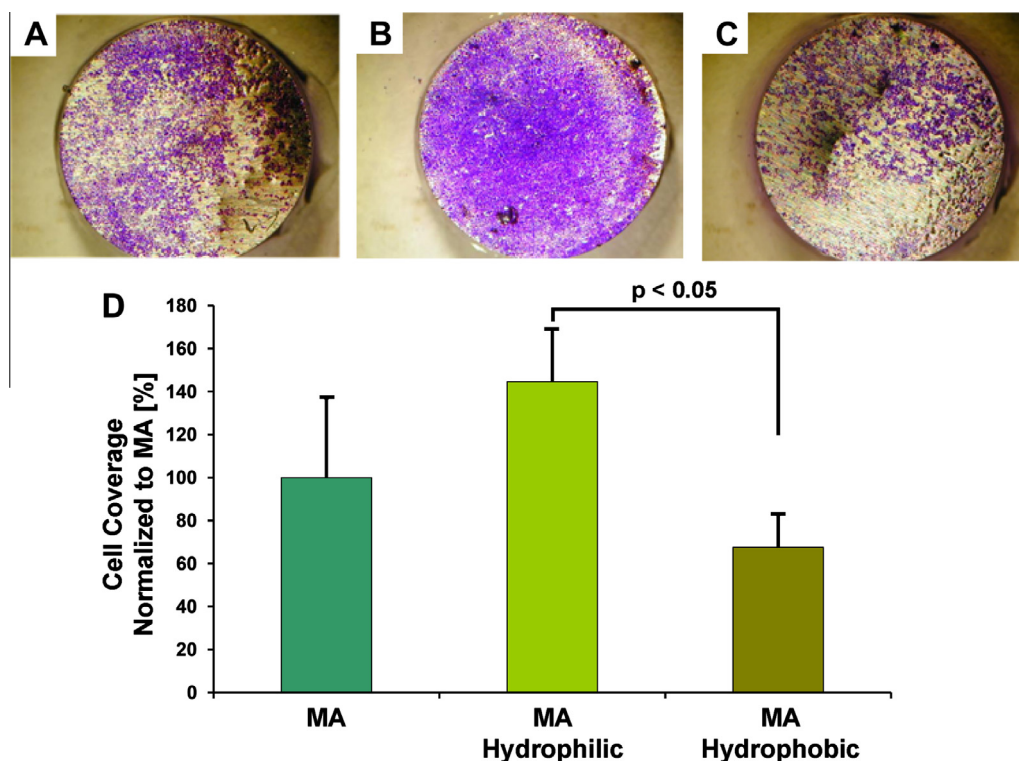 A
B
C
D
p < 0.05
Cell Coverage
Normalized to MA [%]
180
160
140
120
100
80
60
40
20
0
MA
MA
Hydrophilic
MA
Hydrophobic